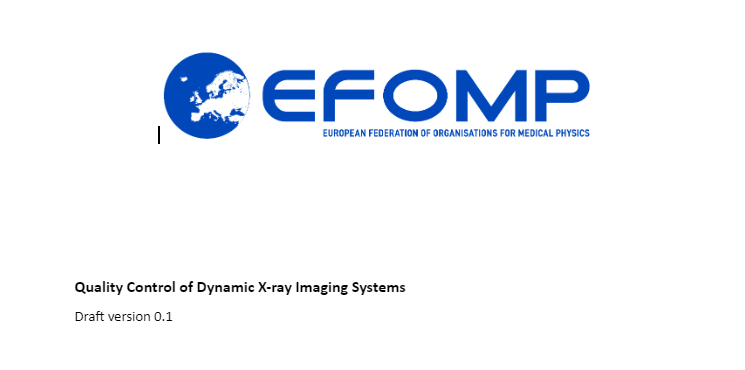 EFOMP
EUROPEAN FEDERATION OF ORGANISATIONS FOR MEDICAL PHYSICS
Quality Control of Dynamic X-ray Imaging Systems
Draft version 0.1